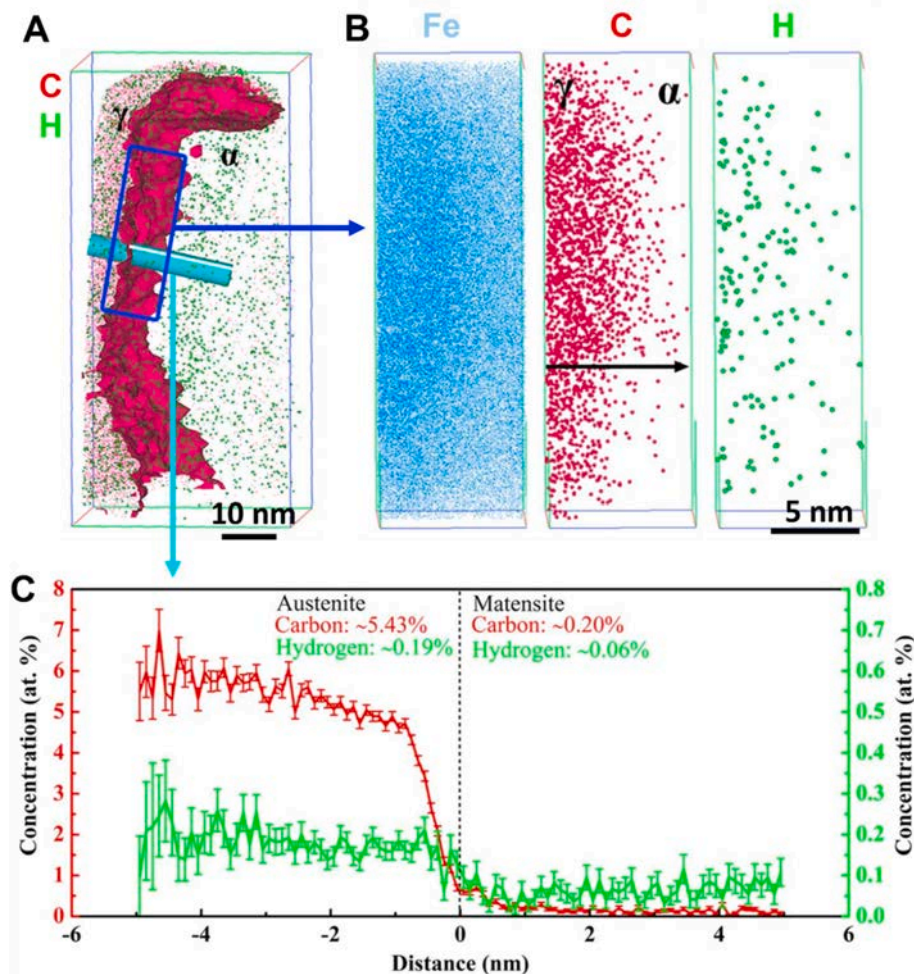 A
C
H
γ
α
10 nm
B
Fe
C
H
γ
α
5 nm
C
Concentration (at. %)
8
7
6
5
4
3
2
1
0
Austenite
Carbon: ~5.43%
Hydrogen: ~0.19%
Matensite
Carbon: ~0.20%
Hydrogen: ~0.06%
0.8
0.7
0.6
0.5
0.4
0.3
0.2
0.1
0.0
Concentration (at. %)
-6 -4 -2 0 2 4 6
Distance (nm)